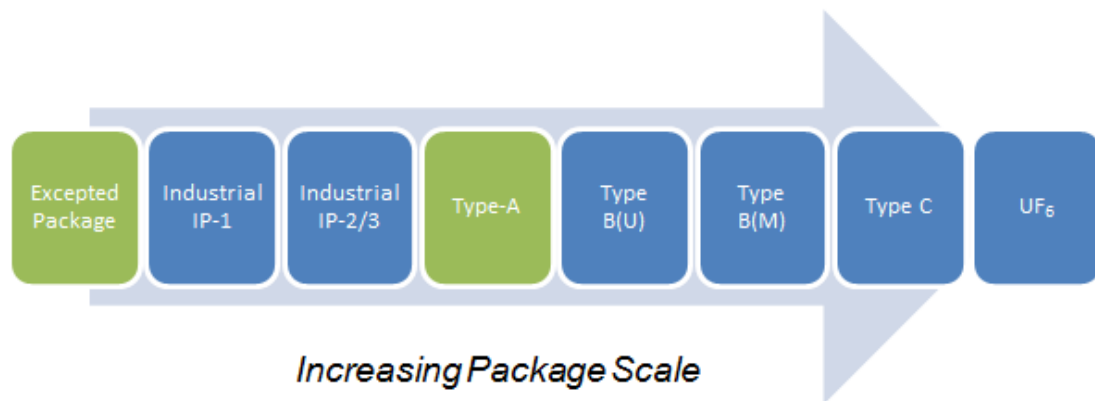 Excepted
Package
Industrial
IP-1
Industrial
IP-2/3
Type-A
Type
B(U)
Type
B(M)
Type C
UF₆
Increasing Package Scale